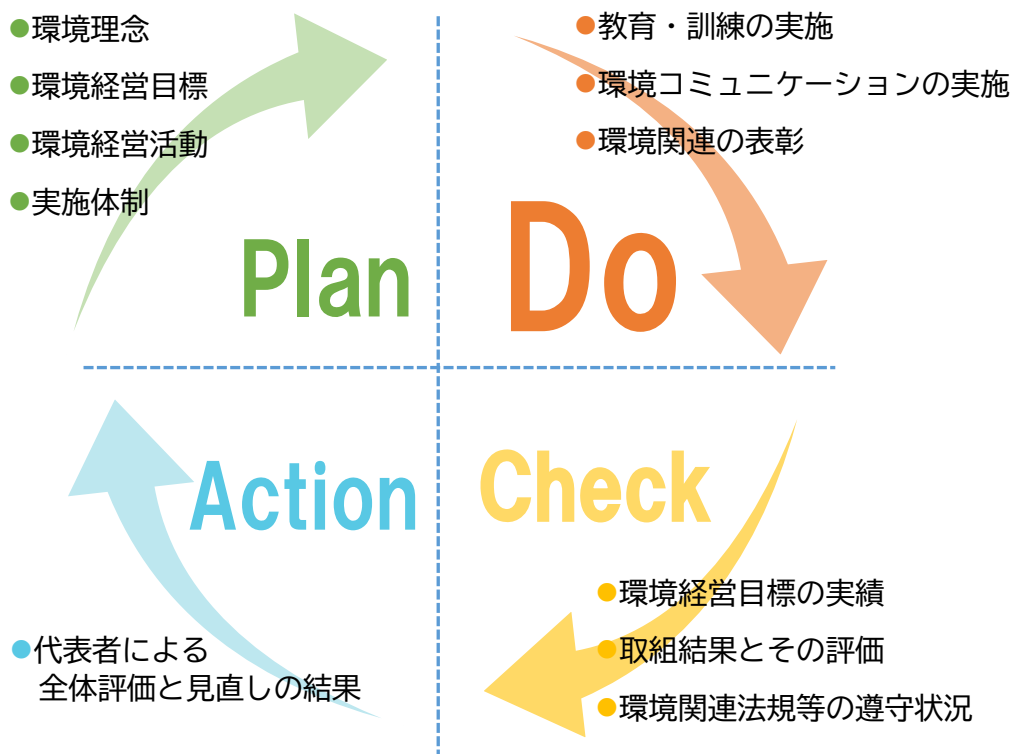 ●環境理念
●環境経営目標
●環境経営活動
●実施体制
Plan
●教育・訓練の実施
●環境コミュニケーションの実施
●環境関連の表彰
Do
Check
●環境経営目標の実績
●取組結果とその評価
●環境関連法規等の遵守状況
Action
●代表者による
全体評価と見直しの結果